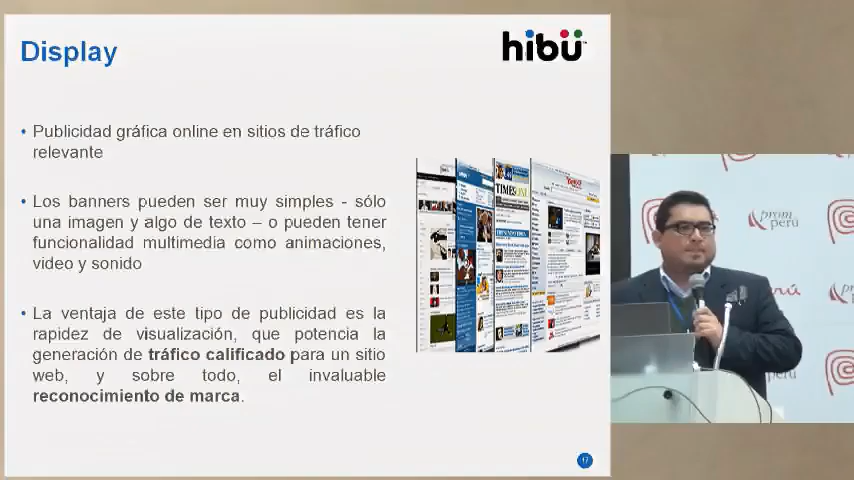 Display
hibü
• Publicidad gráfica online en sitios de tráfico
relevante
• Los banners pueden ser muy simples - sólo
una imagen y algo de texto – o pueden tener
funcionalidad multimedia como animaciones,
video y sonido
• La ventaja de este tipo de publicidad es la
rapidez de visualización, que potencia la
generación de tráfico calificado para un sitio
web, y sobre todo, el invaluable
reconocimiento de marca.
TIMES
YAHOO!
prom
perú
17